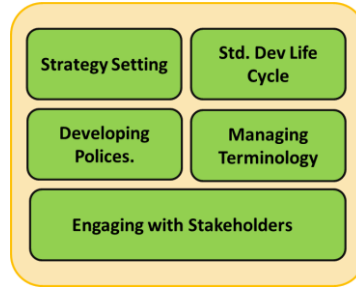 Strategy Setting
Std. Dev Life
Cycle
Developing
Polices.
Managing
Terminology
Engaging with Stakeholders